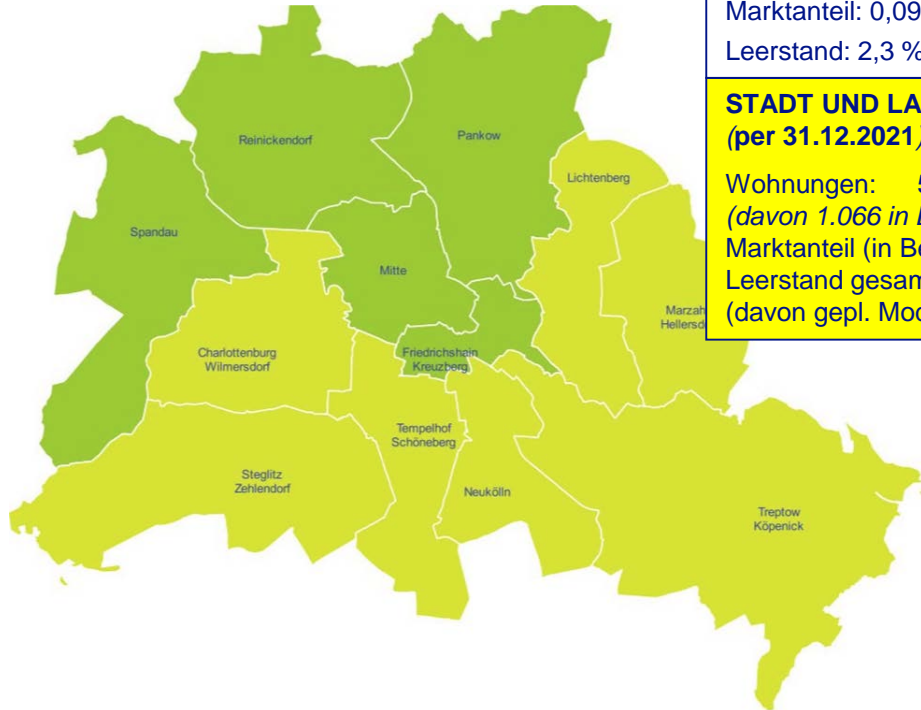 Marktanteil: 0,09
Leerstand: 2,3 %
STADT UND LA
(per 31.12.2021)
Wohnungen: 5
(davon 1.066 in
Marktanteil (in Be
Leerstand gesam
(davon gepl. Mod
Reinickendorf
Pankow
Lichtenberg
Spandau
Mitte
Marzah
Hellersd
Charlottenburg
Wilmersdorf
Friedrichshain
Kreuzberg
Tempelhof
Schöneberg
Steglitz
Zehlendorf
Neukölln
Treptow
Köpenick